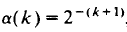 α(k) = 2^{-(k+1)}.